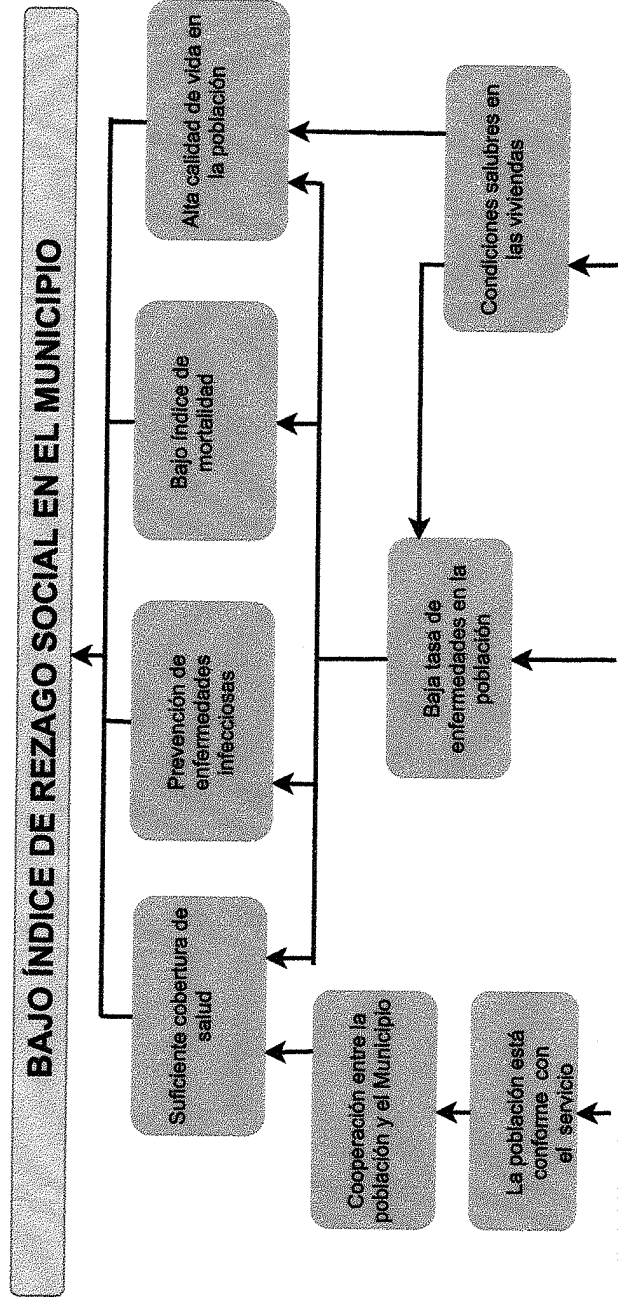 BAJO ÍNDICE DE REZAGO SOCIAL EN EL MUNICIPIO
Suficiente cobertura de
salud
Prevención de
enfermedades
infecciosas
Bajo índice de
mortalidad
Alta calidad de vida en
la población
Cooperación entre la
población y el Municipio
Baja tasa de
enfermedades en la
población
Condiciones salubres en
las viviendas
La población está
conforme con
el servicio